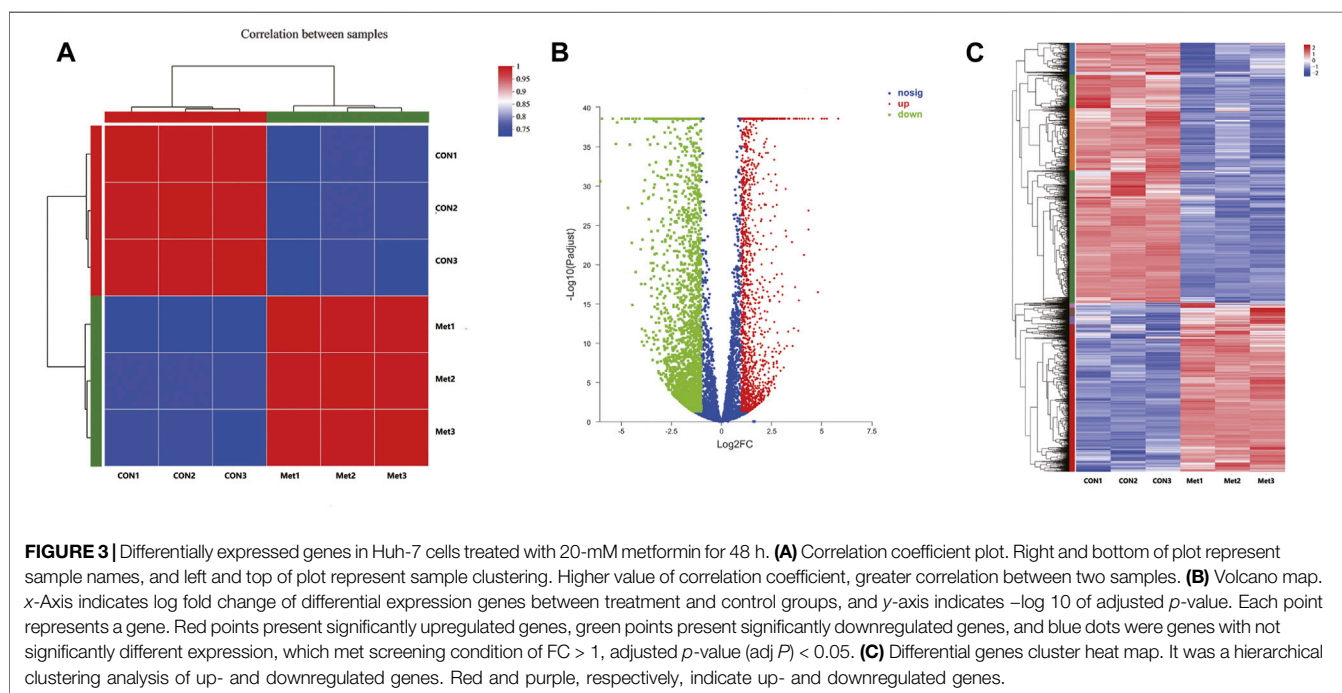 Correlation between samples
A
1
0.95
0.9
0.85
0.8
0.75
CON1
CON2
CON3
Met1
Met2
Met3
CON1 CON2 CON3 Met1 Met2 Met3
B
nosig
up
down
40
35
30
25
20
15
10
5
0
-Log10(Padjust)
-5 -2.5 0 2.5 5 7.5
Log2FC
C
2
1
0
-1
-2
CON1 CON2 CON3 Met1 Met2 Met3
FIGURE 3 | Differentially expressed genes in Huh-7 cells treated with 20-mM metformin for 48 h. (A) Correlation coefficient plot. Right and bottom of plot represent
sample names, and left and top of plot represent sample clustering. Higher value of correlation coefficient, greater correlation between two samples. (B) Volcano map.
x-Axis indicates log fold change of differential expression genes between treatment and control groups, and y-axis indicates −log 10 of adjusted p-value. Each point
represents a gene. Red points present significantly upregulated genes, green points present significantly downregulated genes, and blue dots were genes with not
significantly different expression, which met screening condition of FC > 1, adjusted p-value (adj P) < 0.05. (C) Differential genes cluster heat map. It was a hierarchical
clustering analysis of up- and downregulated genes. Red and purple, respectively, indicate up- and downregulated genes.